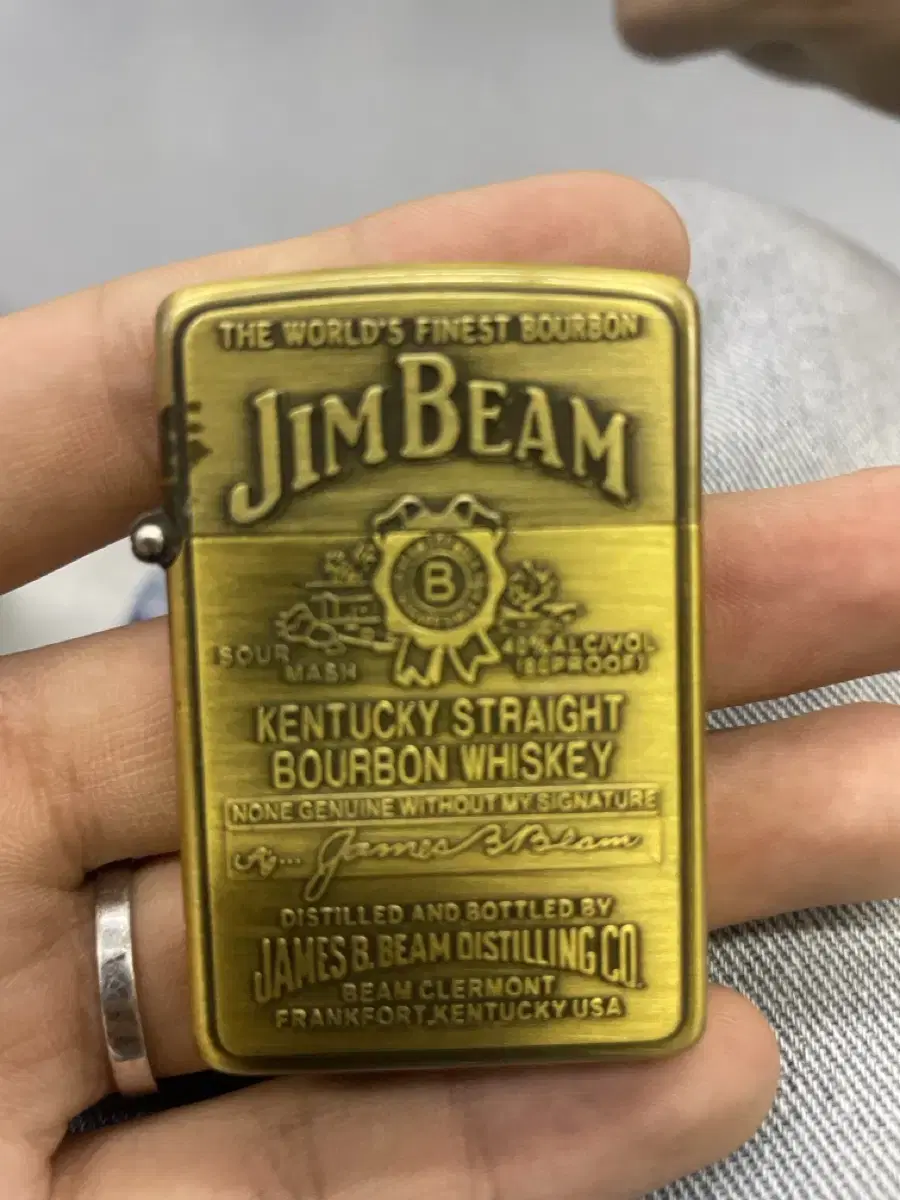 THE WORLD'S FINEST BOURBON
JIM BEAM
B
SOUR MASH
ALC/VOL
PROOF)
KENTUCKY STRAIGHT
BOURBON WHISKEY
NONE GENUINE WITHOUT MY SIGNATURE
James B Beam
DISTILLED AND BOTTLED BY
JAMES B. BEAM DISTILLING CO.
BEAM CLERMONT
FRANKFORT, KENTUCKY USA